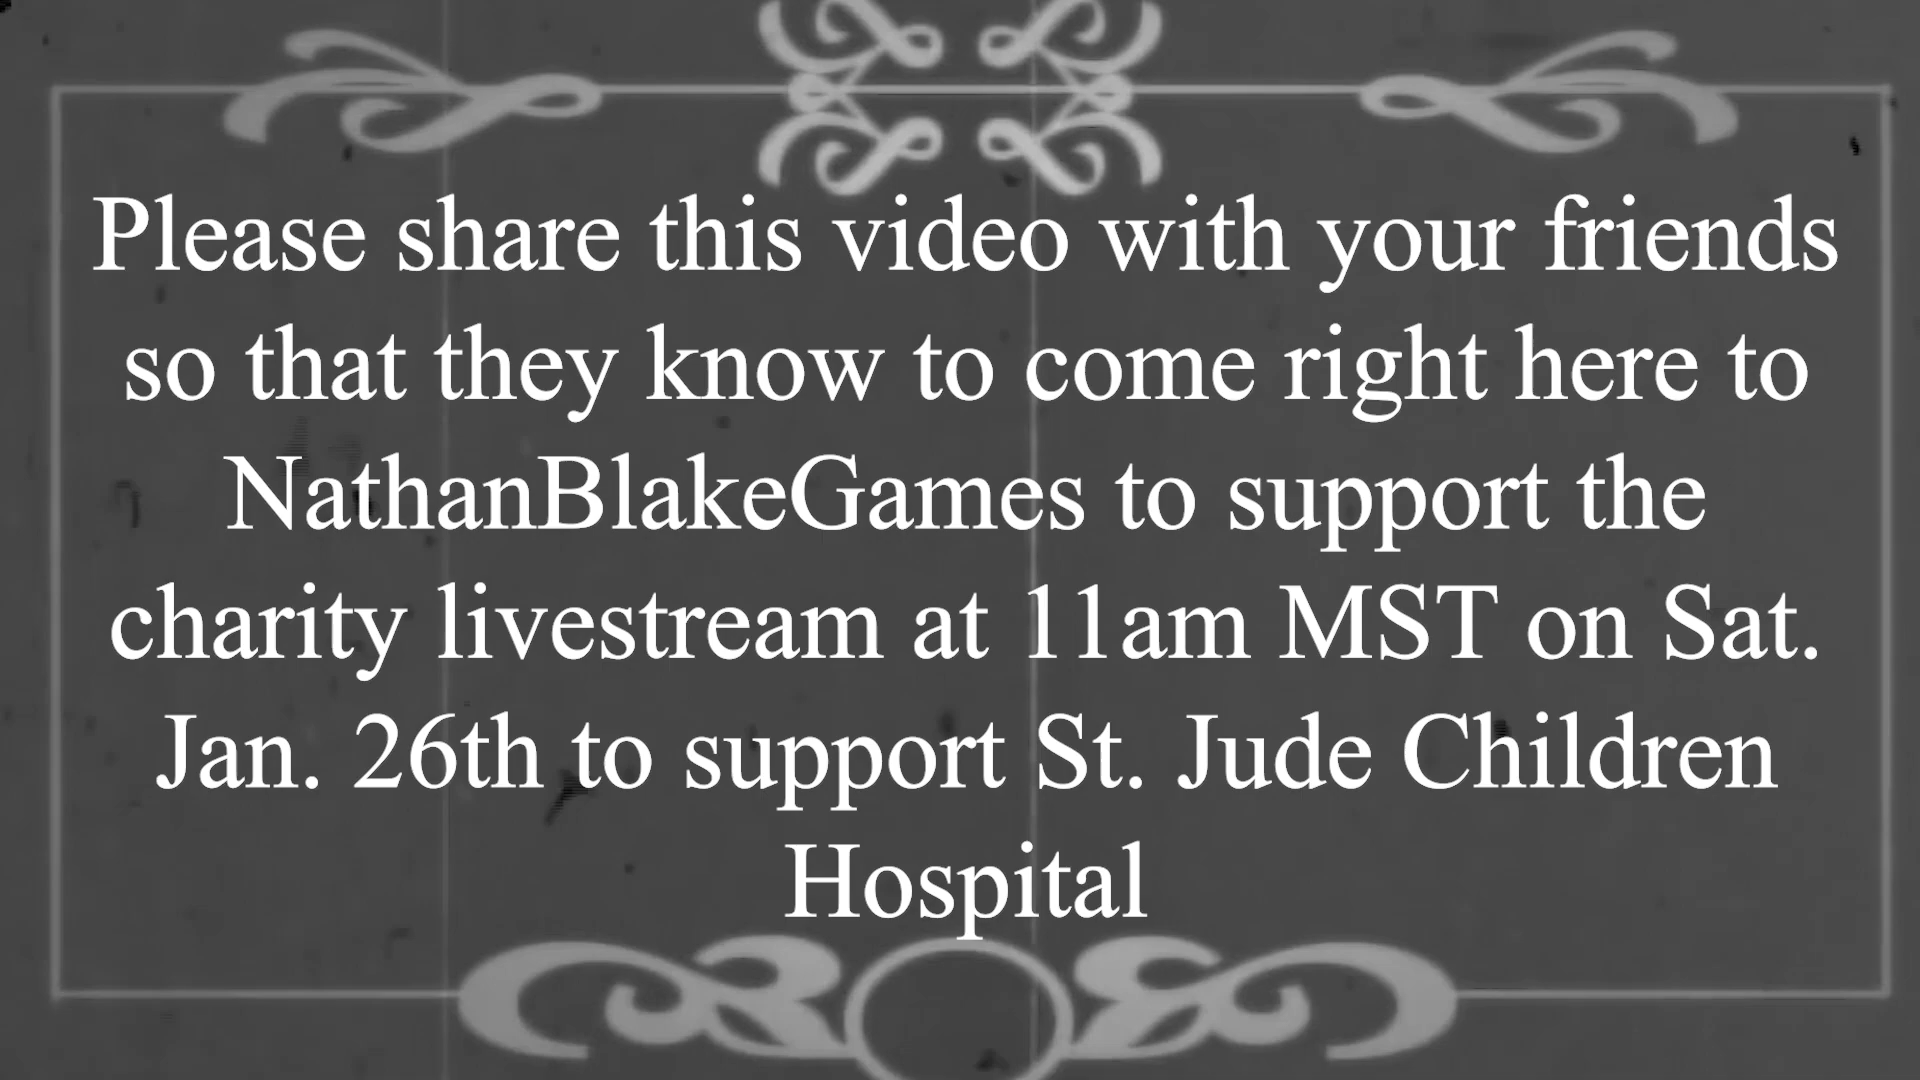 Please share this video with your friends
so that they know to come right here to
NathanBlakeGames to support the
charity livestream at 11am MST on Sat.
Jan. 26th to support St. Jude Children
Hospital